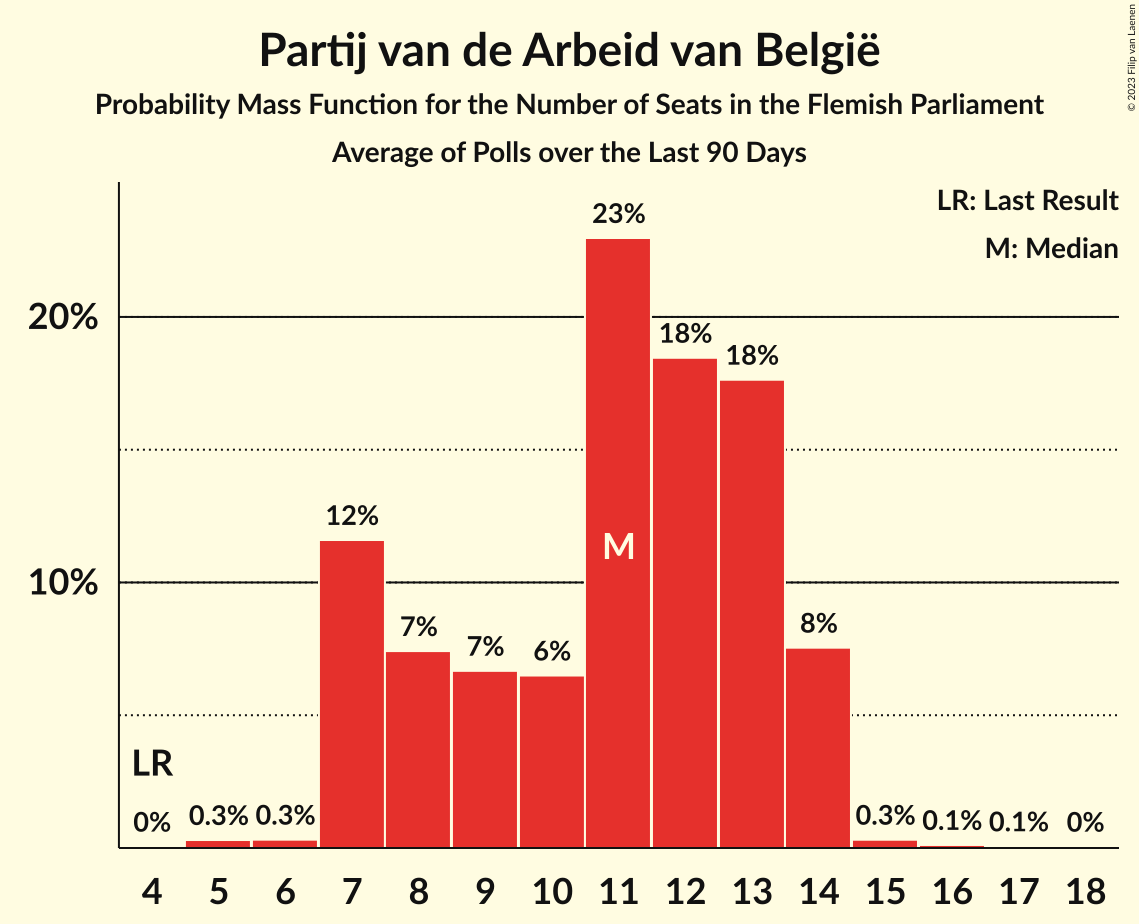 Partij van de Arbeid van België
Probability Mass Function for the Number of Seats in the Flemish Parliament
Average of Polls over the Last 90 Days
© 2023 Filip van Laenen
LR: Last Result
M: Median
23%
20%
18%
18%
12%
M
10%
7%
7%
6%
8%
LR
0%
0.3%
0.3%
0.3%
0.1%
0.1%
0%
4 5 6 7 8 9 10 11 12 13 14 15 16 17 18